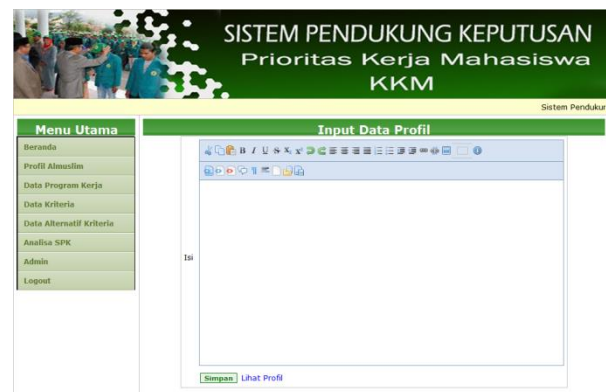 SISTEM PENDUKUNG KEPUTUSAN
Prioritas Kerja Mahasiswa
KKM
Sistem Penduku
Menu Utama
Input Data Profil
Beranda
Profil Almuslim
Data Program Kerja
Data Kriteria
Data Alternatif Kriteria
Analisa SPK
Admin
Logout
Isi
Simpan Lihat Profil